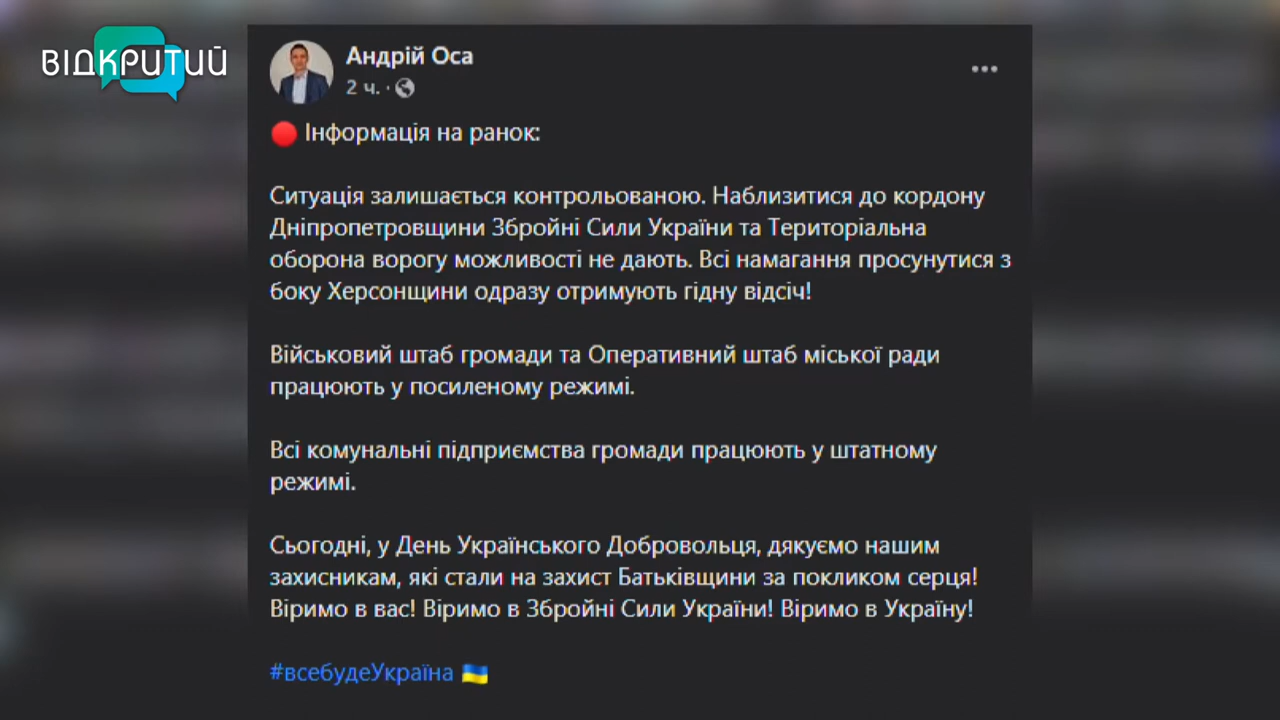 ВІДКРИТИЙ
Андрій Оса
2 ч. ·
Інформація на ранок:
Ситуація залишається контрольованою. Наблизитися до кордону
Дніпропетровщини Збройні Сили України та Територіальна
оборона ворогу можливості не дають. Всі намагання просунутися з
боку Херсонщини одразу отримують гідну відсіч!
Військовий штаб громади та Оперативний штаб міської ради
працюють у посиленому режимі.
Всі комунальні підприємства громади працюють у штатному
режимі.
Сьогодні, у День Українського Добровольця, дякуємо нашим
захисникам, які стали на захист Батьківщини за покликом серця!
Віримо в вас! Віримо в Збройні Сили України! Віримо в Україну!
#всебудеУкраїна